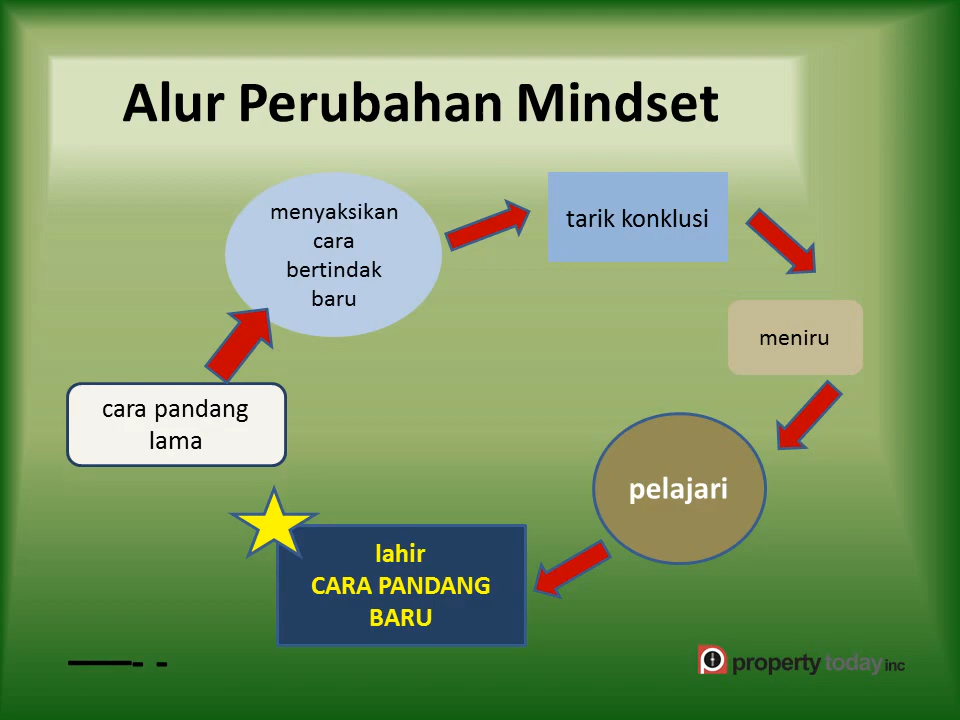 Alur Perubahan Mindset
menyaksikan
cara
bertindak
baru
tarik konklusi
meniru
cara pandang
lama
pelajari
lahir
CARA PANDANG
BARU
property today inc